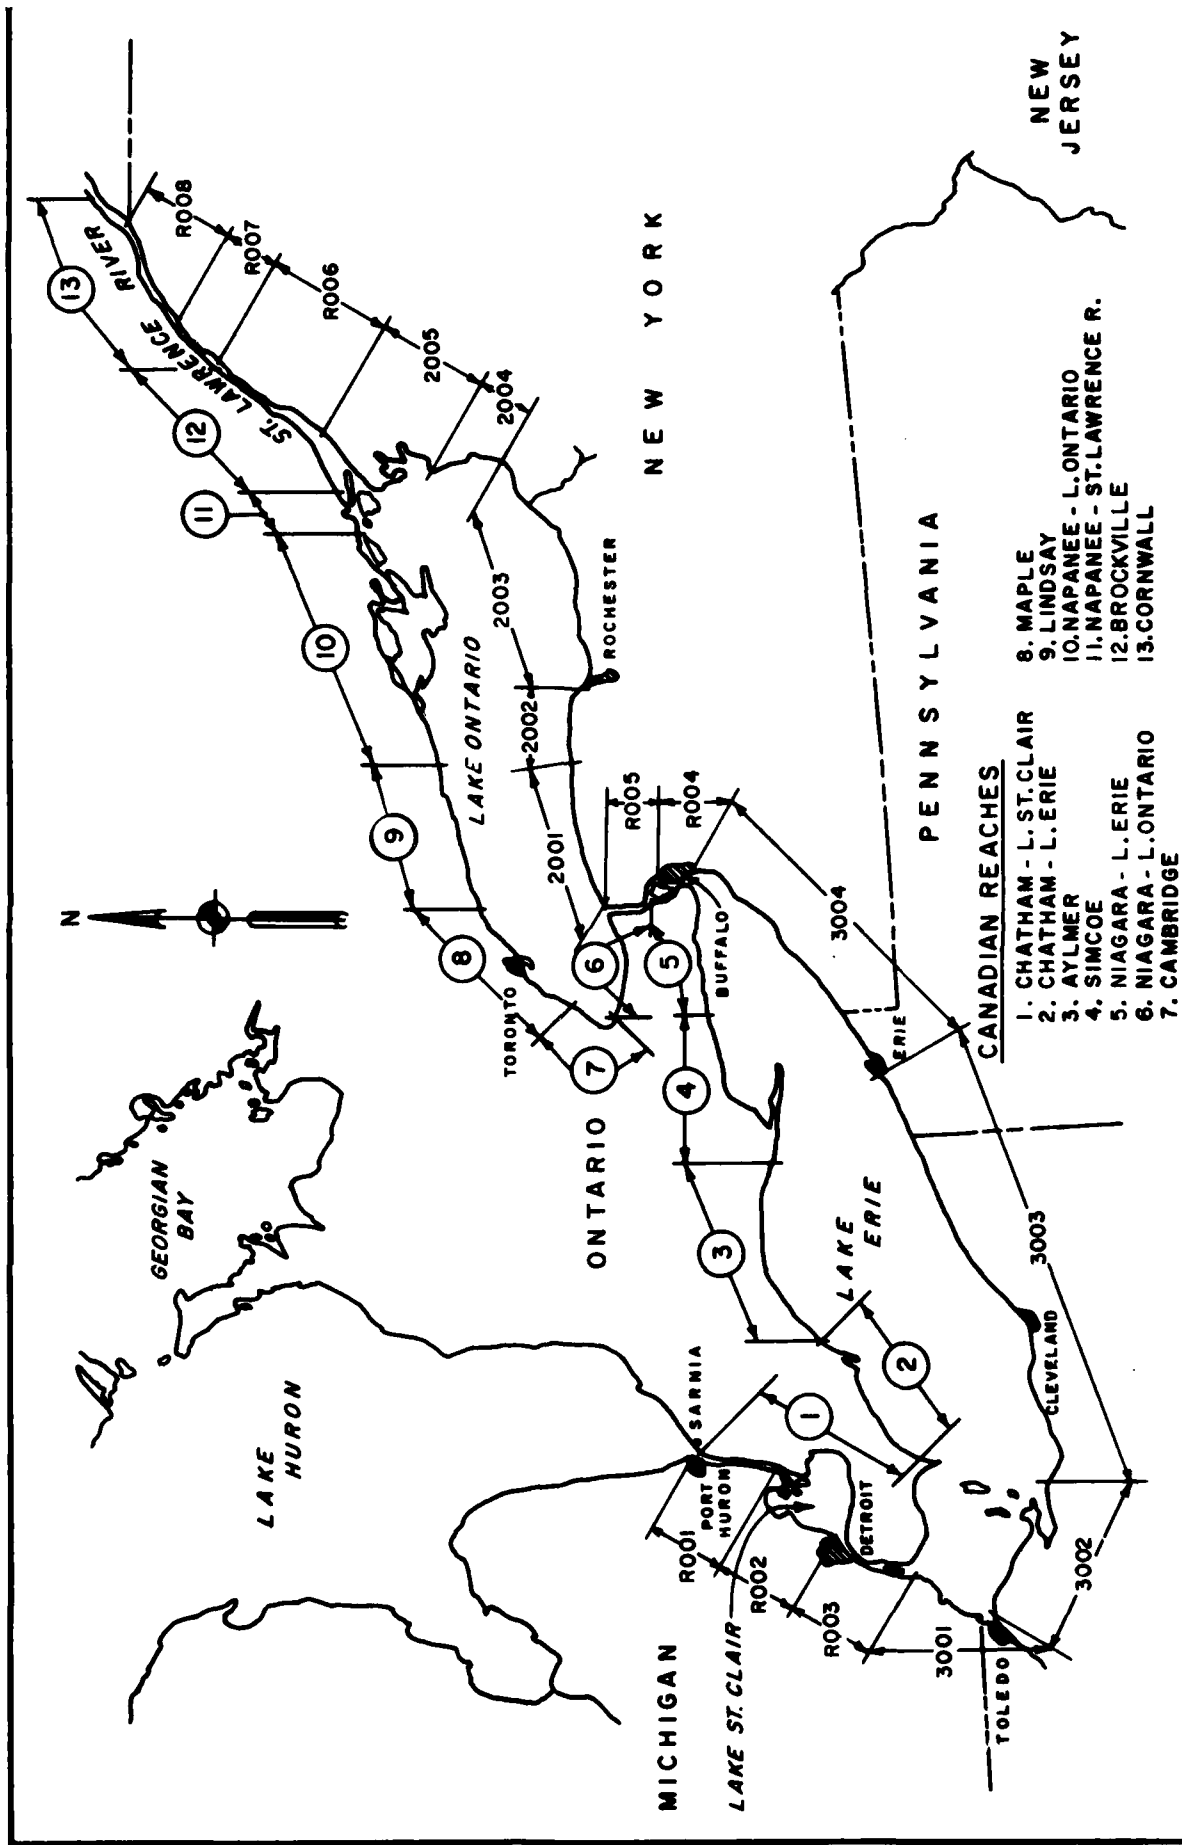 N
GEORGIAN
BAY
LAKE
HURON
13
RIVER
ST. LAWRENCE
12
11
10
9
8
7
6
5
4
3
2
1
R008
R007
R006
2005
2004
2003
2002
2001
R005
R004
3004
3003
3002
3001
R003
R002
R001
LAKE ONTARIO
TORONTO
ROCHESTER
BUFFALO
ONTARIO
NEW YORK
SARNIA
PORT
HURON
LAKE
ERIE
ERIE
MICHIGAN
LAKE ST. CLAIR
DETROIT
CLEVELAND
TOLEDO
PENNSYLVANIA
NEW
JERSEY
CANADIAN REACHES
1. CHATHAM - L. ST. CLAIR
2. CHATHAM - L. ERIE
3. AYLMER
4. SIMCOE
5. NIAGARA - L. ERIE
6. NIAGARA - L. ONTARIO
7. CAMBRIDGE
8. MAPLE
9. LINDSAY
10. NAPANEE - L. ONTARIO
11. NAPANEE - ST. LAWRENCE R.
12. BROCKVILLE
13. CORNWALL